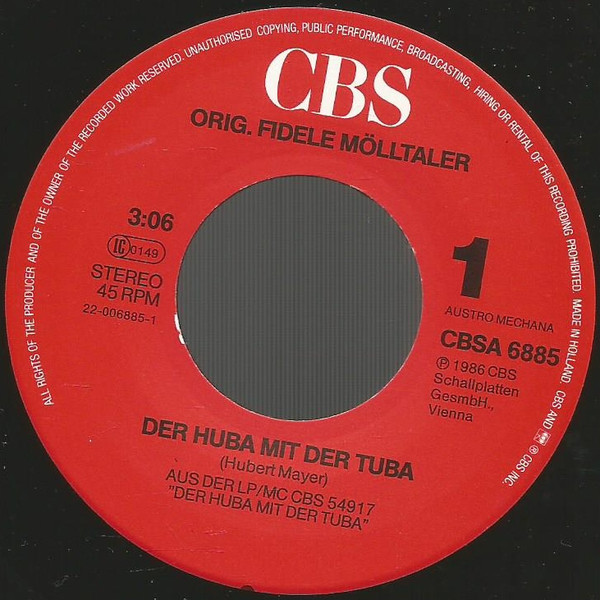 ALL RIGHTS OF THE PRODUCER AND OF THE OWNER OF THE RECORDED WORK RESERVED. UNAUTHORISED COPYING, PUBLIC PERFORMANCE, BROADCASTING, HIRING OR RENTAL OF THIS RECORDING PROHIBITED. MADE IN HOLLAND. CBS AND ℗ CBS INC.
CBS
ORIG. FIDELE MÖLLTALER
3:06
IC 0149
STEREO
45 RPM
22-006885-1
1
AUSTRO MECHANA
CBSA 6885
℗ 1986 CBS
Schallplatten
GesmbH.,
Vienna
DER HUBA MIT DER TUBA
(Hubert Mayer)
AUS DER LP/MC CBS 54917
"DER HUBA MIT DER TUBA"